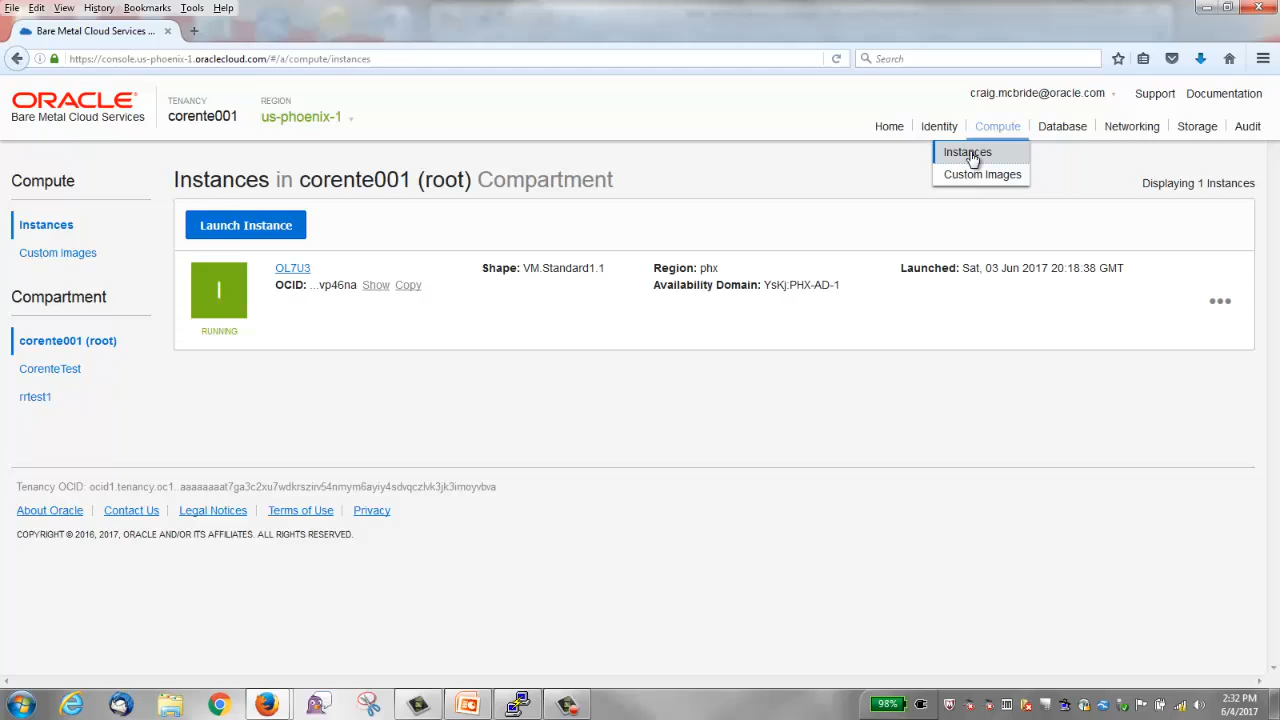 File Edit View History Bookmarks Tools Help
Bare Metal Cloud Services ...
https://console.us-phoenix-1.oraclecloud.com/#/a/compute/instances
Search
ORACLE®
Bare Metal Cloud Services
TENANCY
corente001
REGION
us-phoenix-1
craig.mcbride@oracle.com
Support
Documentation
Home
Identity
Compute
Database
Networking
Storage
Audit
Instances
Custom Images
Compute
Instances
Custom Images
Compartment
corente001 (root)
CorenteTest
rrtest1
Instances in corente001 (root) Compartment
Displaying 1 Instances
Launch Instance
I
RUNNING
OL7U3
OCID: ...vp46na Show Copy
Shape: VM.Standard1.1
Region: phx
Availability Domain: YsKj:PHX-AD-1
Launched: Sat, 03 Jun 2017 20:18:38 GMT
Tenancy OCID: ocid1.tenancy.oc1..aaaaaaaat7ga3c2xu7wdkrszirv54nmym6ayiy4sdvqczlvk3jk3imoyvbva
About Oracle
Contact Us
Legal Notices
Terms of Use
Privacy
COPYRIGHT © 2016, 2017, ORACLE AND/OR ITS AFFILIATES. ALL RIGHTS RESERVED.
98%
2:32 PM
6/4/2017